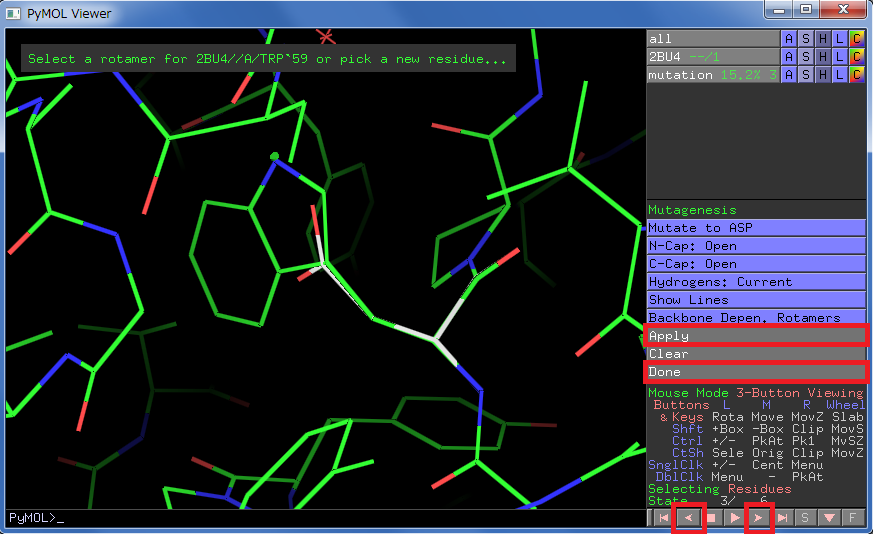 PyMOL Viewer
Select a rotamer for 2BU4//A/TRP`59 or pick a new residue...
all A S H L C
2BU4 --/1 A S H L C
mutation 15.2% 3 A S H L C
Mutagenesis
Mutate to ASP
N-Cap: Open
C-Cap: Open
Hydrogens: Current
Show Lines
Backbone Depen. Rotamers
Apply
Clear
Done
Mouse Mode 3-Button Viewing
Buttons L M R Wheel
& Keys Rota Move MovZ Slab
Shft +Box -Box Clip MovS
Ctrl +/- PkAt Pk1 MvSZ
CtSh Sele Orig Clip MovZ
SnglClk +/- Cent Menu
DblClk Menu - PkAt
Selecting Residues
State 3/ 6
PyMOL>_
S F